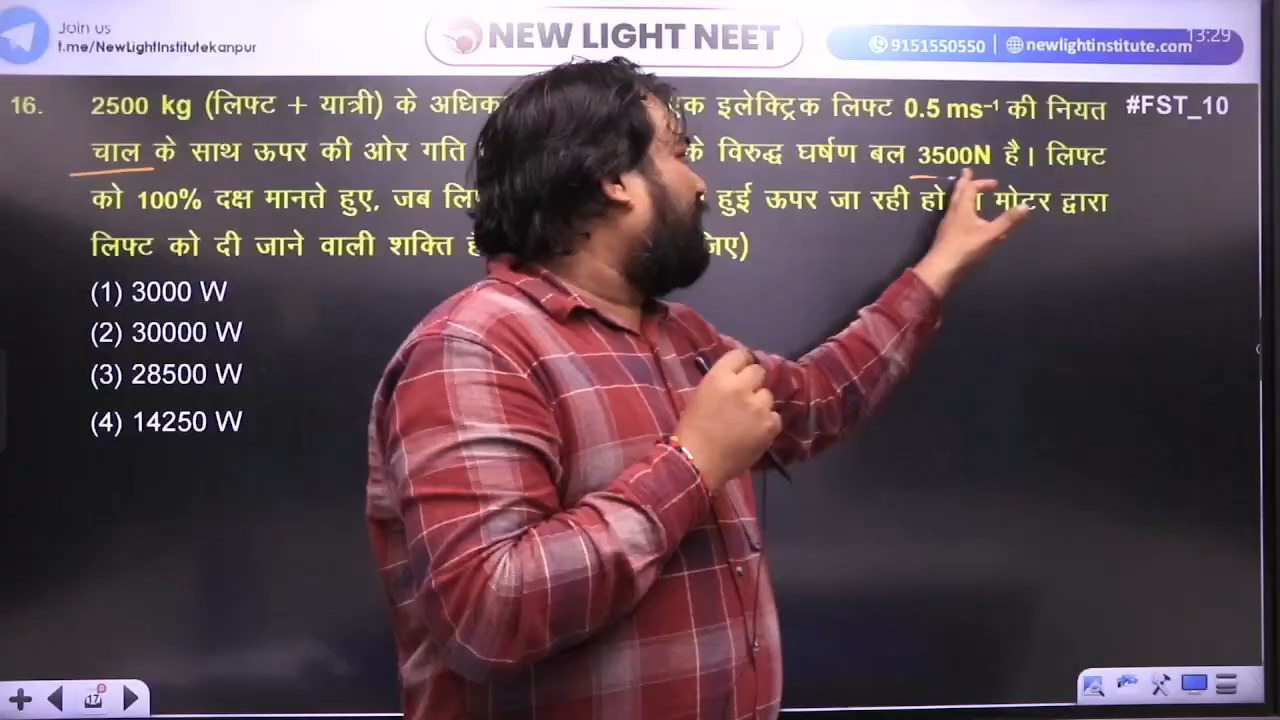 Join us
t.me/NewLightInstitutekanpur
NEW LIGHT NEET
9151550550 | newlightinstitute.com
13:29
16. 2500 kg (लिफ्ट + यात्री) के इलेक्ट्रिक लिफ्ट 0.5 ms⁻¹ की नियत #FST_10
चाल के साथ ऊपर की ओर गति के विरुद्ध घर्षण बल 3500N है। लिफ्ट
को 100% दक्ष मानते हुए, जब हुई ऊपर जा रही मोटर द्वारा
लिफ्ट को दी जाने वाली शक्ति
(1) 3000 W
(2) 30000 W
(3) 28500 W
(4) 14250 W
17